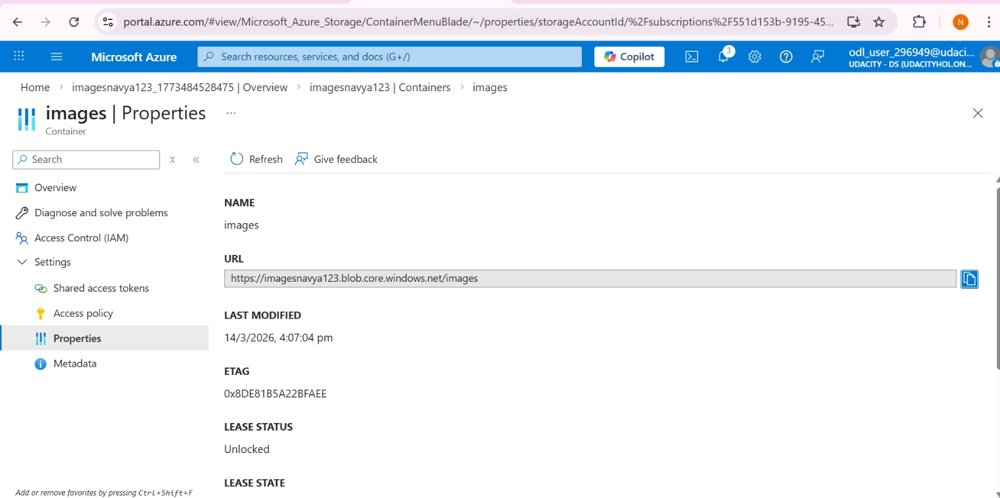 portal.azure.com/#view/Microsoft_Azure_Storage/ContainerMenuBlade/~/properties/storageAccountId/%2Fsubscriptions%2F551d153b-9195-45...
N
Microsoft Azure
Search resources, services, and docs (G+/)
Copilot
3
odl_user_296949@udaci...
UDACITY - DS (UDACITYHOL.ON...
Home > imagesnavya123_1773484528475 | Overview > imagesnavya123 | Containers > images
images | Properties ...
Container
Search
Refresh
Give feedback
Overview
Diagnose and solve problems
Access Control (IAM)
Settings
Shared access tokens
Access policy
Properties
Metadata
Add or remove favorites by pressing Ctrl+Shift+F
NAME
images
URL
https://imagesnavya123.blob.core.windows.net/images
LAST MODIFIED
14/3/2026, 4:07:04 pm
ETAG
0x8DE81B5A22BFAEE
LEASE STATUS
Unlocked
LEASE STATE